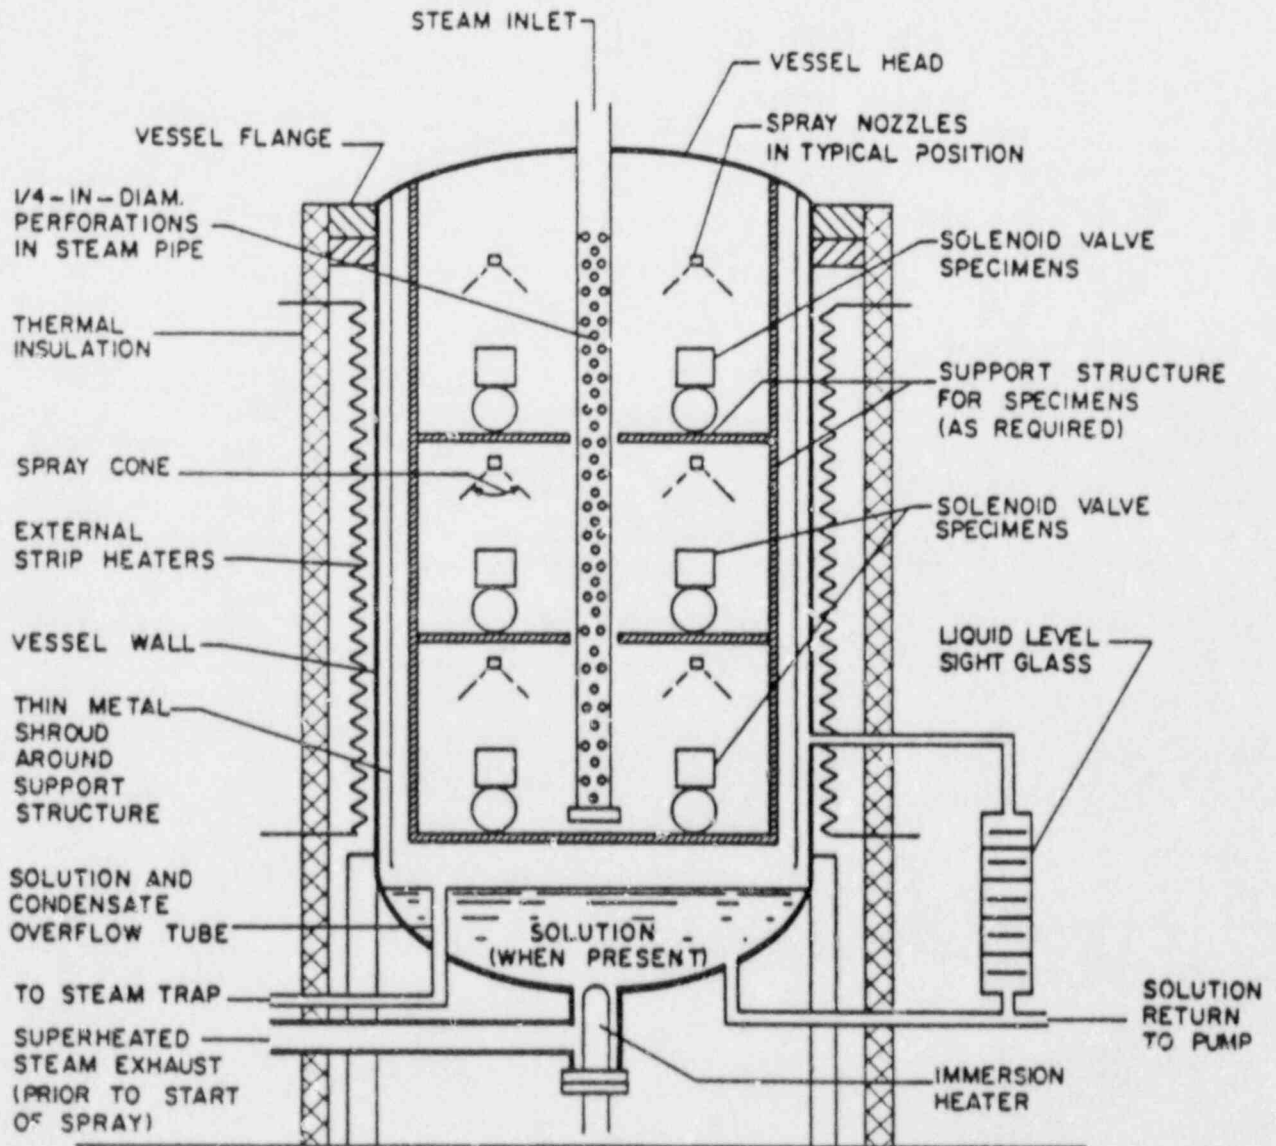 STEAM INLET
VESSEL HEAD
VESSEL FLANGE
SPRAY NOZZLES
IN TYPICAL POSITION
1/4-IN-DIAM.
PERFORATIONS
IN STEAM PIPE
SOLENOID VALVE
SPECIMENS
THERMAL
INSULATION
SUPPORT STRUCTURE
FOR SPECIMENS
(AS REQUIRED)
SPRAY CONE
SOLENOID VALVE
SPECIMENS
EXTERNAL
STRIP HEATERS
VESSEL WALL
LIQUID LEVEL
SIGHT GLASS
THIN METAL
SHROUD
AROUND
SUPPORT
STRUCTURE
SOLUTION AND
CONDENSATE
OVERFLOW TUBE
SOLUTION
(WHEN PRESENT)
TO STEAM TRAP
SOLUTION
RETURN
TO PUMP
SUPERHEATED
STEAM EXHAUST
(PRIOR TO START
OF SPRAY)
IMMERSION
HEATER